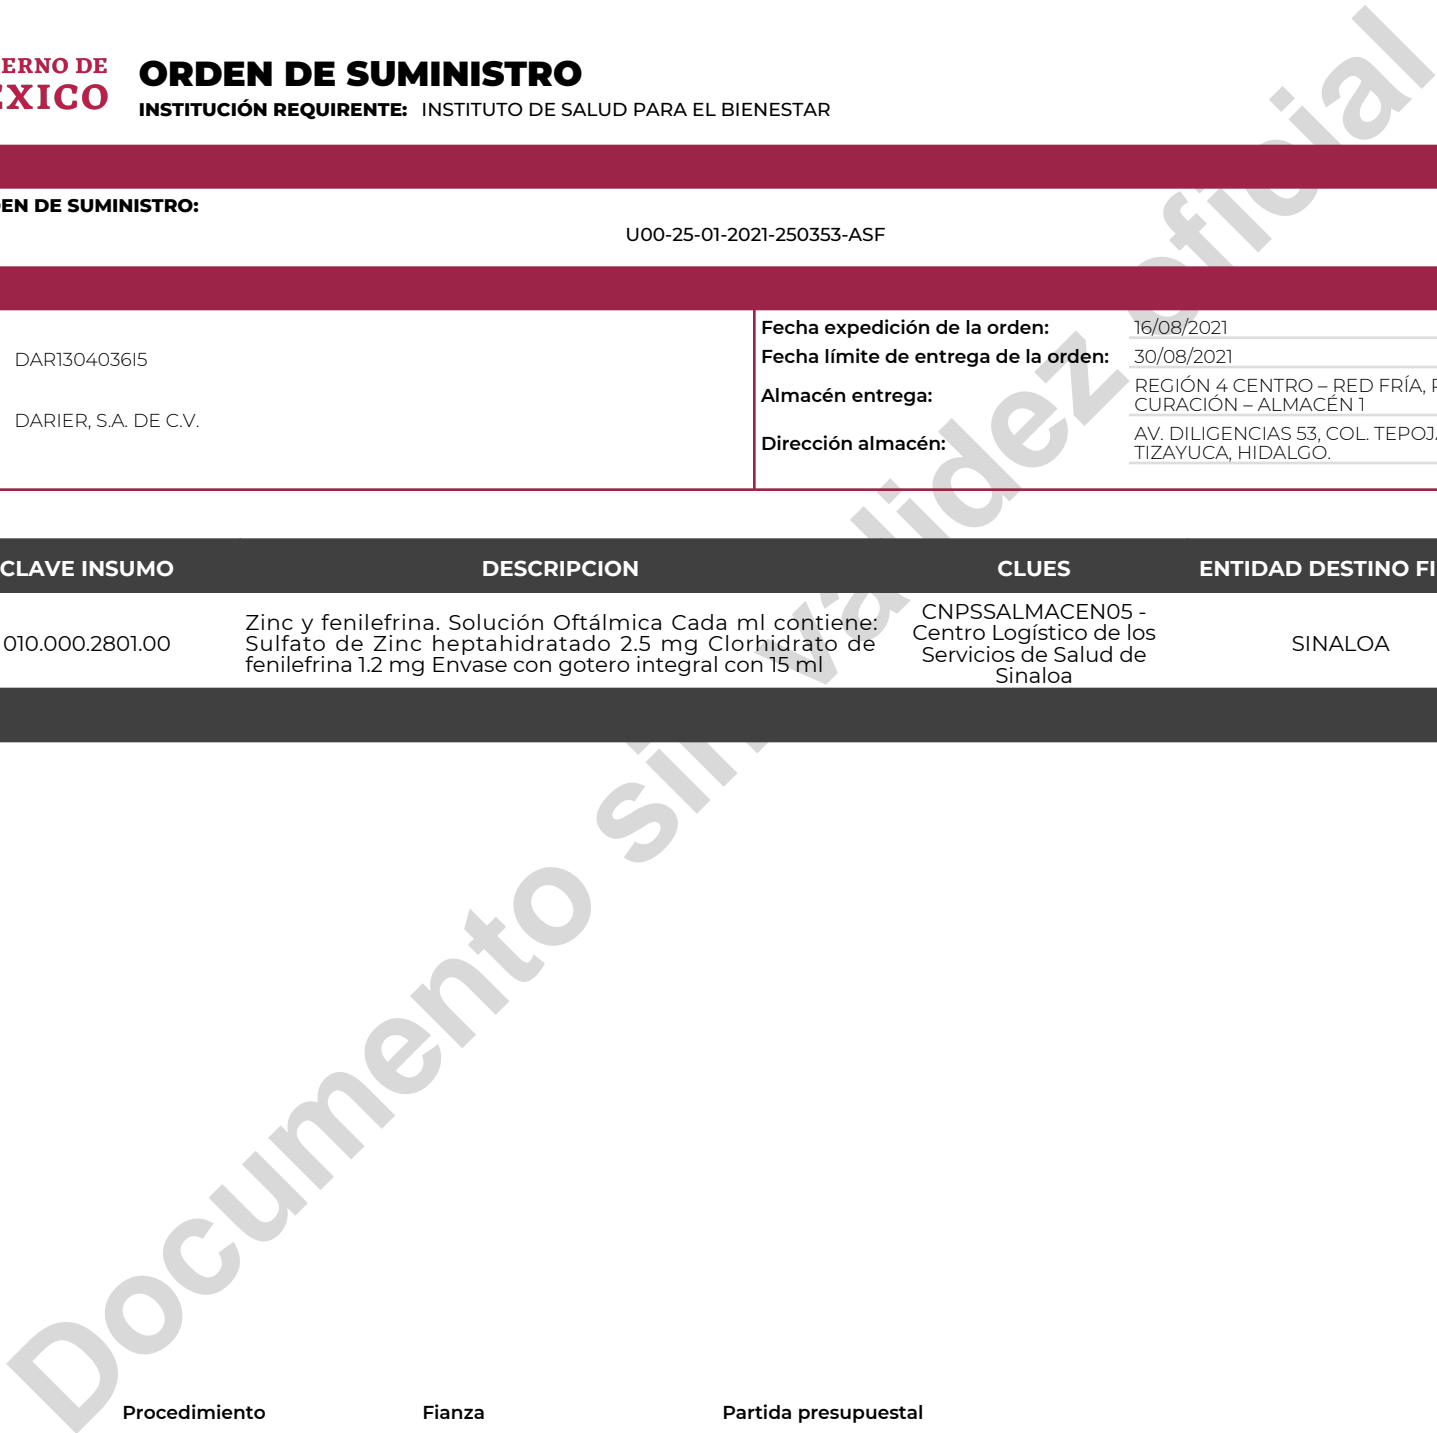 ERNO DE
ÉXICO
ORDEN DE SUMINISTRO
INSTITUCIÓN REQUIRENTE: INSTITUTO DE SALUD PARA EL BIENESTAR
EN DE SUMINISTRO:
U00-25-01-2021-250353-ASF
DAR1304036I5
DARIER, S.A. DE C.V.
Fecha expedición de la orden: 16/08/2021
Fecha límite de entrega de la orden: 30/08/2021
Almacén entrega: REGIÓN 4 CENTRO – RED FRÍA,
CURACIÓN – ALMACÉN 1
Dirección almacén: AV. DILIGENCIAS 53, COL. TEPOJ
TIZAYUCA, HIDALGO.
CLAVE INSUMO DESCRIPCION CLUES ENTIDAD DESTINO FI
010.000.2801.00
Zinc y fenilefrina. Solución Oftálmica Cada ml contiene:
Sulfato de Zinc heptahidratado 2.5 mg Clorhidrato de
fenilefrina 1.2 mg Envase con gotero integral con 15 ml
CNPSSALMACEN05 -
Centro Logístico de los
Servicios de Salud de
Sinaloa
SINALOA
Documento sin validez oficial
Procedimiento Fianza Partida presupuestal